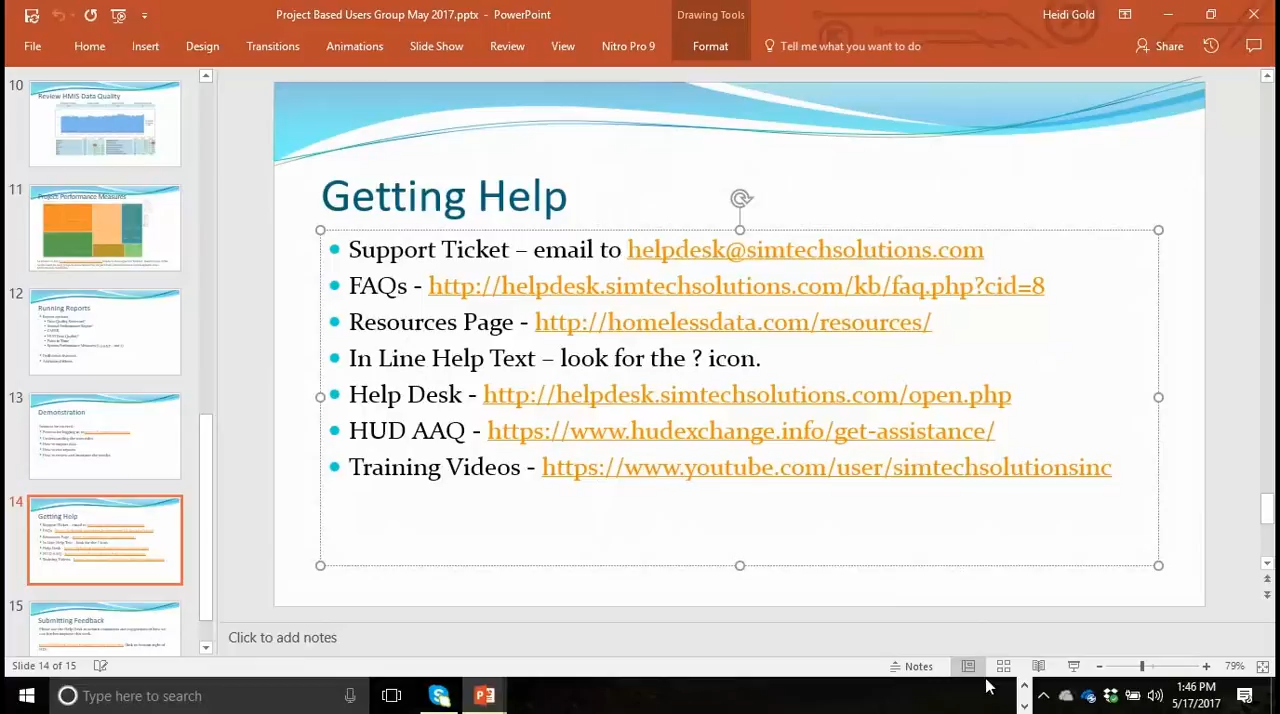 Project Based Users Group May 2017.pptx - PowerPoint
Drawing Tools
Heidi Gold
File
Home
Insert
Design
Transitions
Animations
Slide Show
Review
View
Nitro Pro 9
Format
Tell me what you want to do
Share
10
Review HMIS Data Quality
11
Project Performance Measures
12
Running Reports
13
Demonstration
14
Getting Help
15
Submitting Feedback
Getting Help
Support Ticket – email to helpdesk@simtechsolutions.com
FAQs - http://helpdesk.simtechsolutions.com/kb/faq.php?cid=8
Resources Page - http://homelessdata.com/resources/
In Line Help Text – look for the ? icon.
Help Desk - http://helpdesk.simtechsolutions.com/open.php
HUD AAQ - https://www.hudexchange.info/get-assistance/
Training Videos - https://www.youtube.com/user/simtechsolutionsinc
Click to add notes
Slide 14 of 15
Notes
79%
Type here to search
1:46 PM
5/17/2017